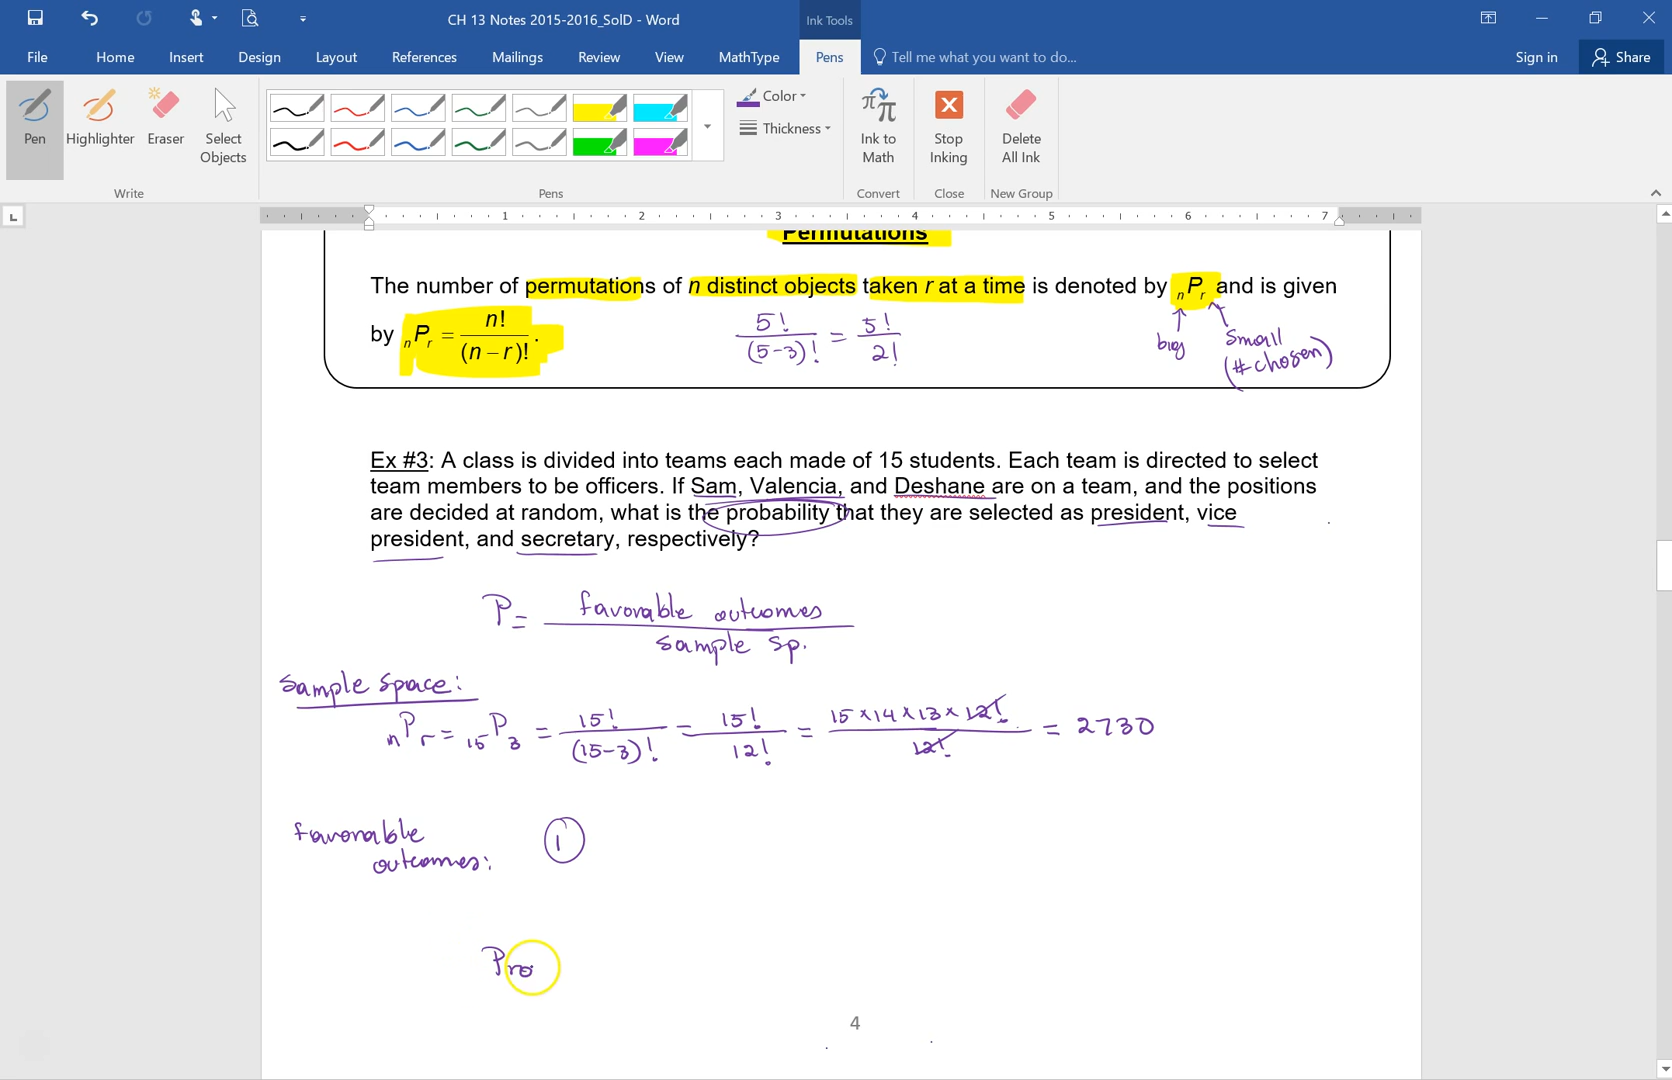 CH 13 Notes 2015-2016_SolD - Word
Ink Tools
File Home Insert Design Layout References Mailings Review View MathType Pens Tell me what you want to do... Sign in Share
Pen Highlighter Eraser Select Objects
Color
Thickness
Ink to Math
Stop Inking
Delete All Ink
Write Pens Convert Close New Group
L
1 2 3 4 5 6 7
Permutations
The number of permutations of n distinct objects taken r at a time is denoted by nPr and is given
by nPr = n!/(n – r)!.
5!/(5-3)! = 5!/2!
big
small
(# chosen)
Ex #3: A class is divided into teams each made of 15 students. Each team is directed to select
team members to be officers. If Sam, Valencia, and Deshane are on a team, and the positions
are decided at random, what is the probability that they are selected as president, vice
president, and secretary, respectively?
P = favorable outcomes / sample sp.
Sample Space:
nPr = 15P3 = 15!/(15-3)! = 15!/12! = 15×14×13×12!/12! = 2730
favorable
outcomes: 1
Pro
4